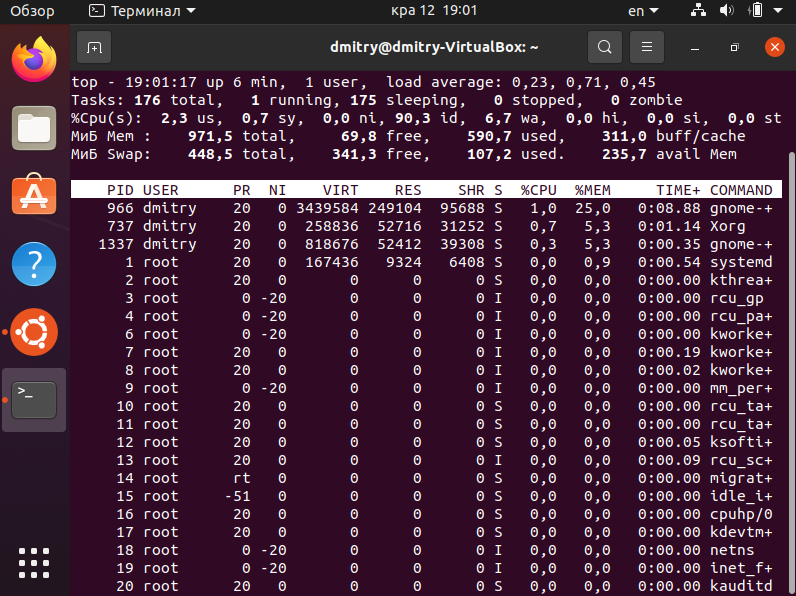 Обзор Терминал кра 12 19:01 en
dmitry@dmitry-VirtualBox: ~
top - 19:01:17 up 6 min, 1 user, load average: 0,23, 0,71, 0,45
Tasks: 176 total, 1 running, 175 sleeping, 0 stopped, 0 zombie
%Cpu(s): 2,3 us, 0,7 sy, 0,0 ni, 90,3 id, 6,7 wa, 0,0 hi, 0,0 si, 0,0 st
МиБ Mem : 971,5 total, 69,8 free, 590,7 used, 311,0 buff/cache
МиБ Swap: 448,5 total, 341,3 free, 107,2 used. 235,7 avail Mem
PID USER PR NI VIRT RES SHR S %CPU %MEM TIME+ COMMAND
966 dmitry 20 0 3439584 249104 95688 S 1,0 25,0 0:08.88 gnome-+
737 dmitry 20 0 258836 52716 31252 S 0,7 5,3 0:01.14 Xorg
1337 dmitry 20 0 818676 52412 39308 S 0,3 5,3 0:00.35 gnome-+
1 root 20 0 167436 9324 6408 S 0,0 0,9 0:00.54 systemd
2 root 20 0 0 0 0 S 0,0 0,0 0:00.00 kthrea+
3 root 0 -20 0 0 0 I 0,0 0,0 0:00.00 rcu_gp
4 root 0 -20 0 0 0 I 0,0 0,0 0:00.00 rcu_pa+
6 root 0 -20 0 0 0 I 0,0 0,0 0:00.00 kworke+
7 root 20 0 0 0 0 I 0,0 0,0 0:00.19 kworke+
8 root 20 0 0 0 0 I 0,0 0,0 0:00.02 kworke+
9 root 0 -20 0 0 0 I 0,0 0,0 0:00.00 mm_per+
10 root 20 0 0 0 0 S 0,0 0,0 0:00.00 rcu_ta+
11 root 20 0 0 0 0 S 0,0 0,0 0:00.00 rcu_ta+
12 root 20 0 0 0 0 S 0,0 0,0 0:00.05 ksofti+
13 root 20 0 0 0 0 I 0,0 0,0 0:00.09 rcu_sc+
14 root rt 0 0 0 0 S 0,0 0,0 0:00.00 migrat+
15 root -51 0 0 0 0 S 0,0 0,0 0:00.00 idle_i+
16 root 20 0 0 0 0 S 0,0 0,0 0:00.00 cpuhp/0
17 root 20 0 0 0 0 S 0,0 0,0 0:00.00 kdevtm+
18 root 0 -20 0 0 0 I 0,0 0,0 0:00.00 netns
19 root 0 -20 0 0 0 I 0,0 0,0 0:00.00 inet_f+
20 root 20 0 0 0 0 S 0,0 0,0 0:00.00 kauditd